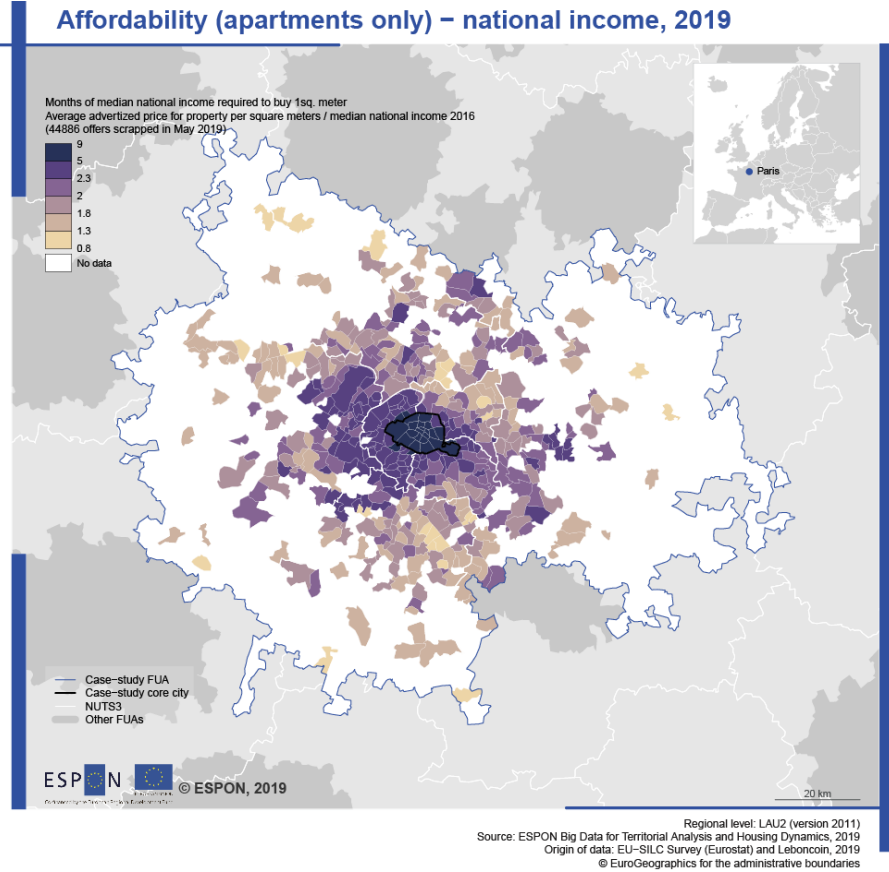 Affordability (apartments only) − national income, 2019
Months of median national income required to buy 1sq. meter
Average advertized price for property per square meters / median national income 2016
(44886 offers scrapped in May 2019)
9
5
2.3
2
1.8
1.3
0.8
No data
Paris
Case−study FUA
Case−study core city
NUTS3
Other FUAs
ESPON
© ESPON, 2019
20 km
Regional level: LAU2 (version 2011)
Source: ESPON Big Data for Territorial Analysis and Housing Dynamics, 2019
Origin of data: EU−SILC Survey (Eurostat) and Leboncoin, 2019
© EuroGeographics for the administrative boundaries